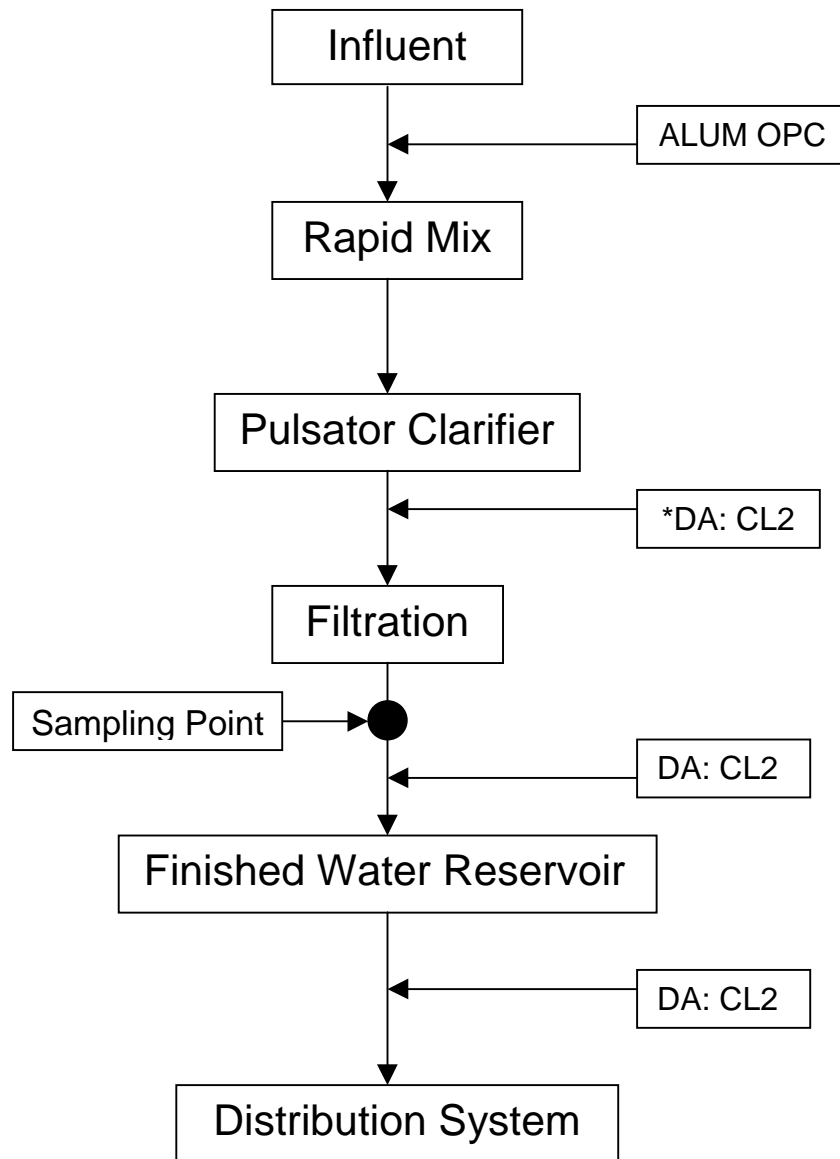 Influent
ALUM OPC
Rapid Mix
Pulsator Clarifier
*DA: CL2
Filtration
Sampling Point
DA: CL2
Finished Water Reservoir
DA: CL2
Distribution System